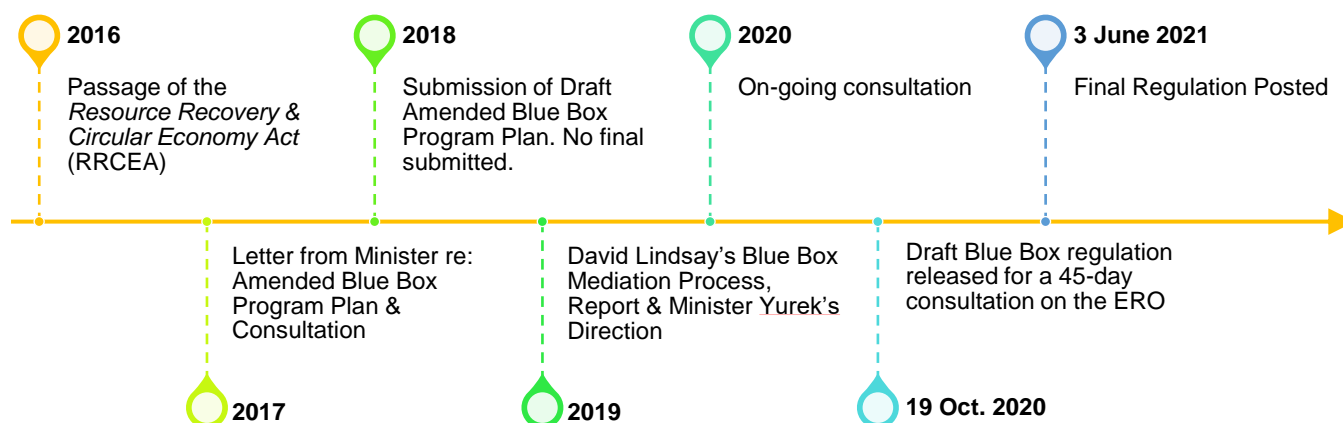 2016
Passage of the
Resource Recovery &
Circular Economy Act
(RRCEA)
2018
Submission of Draft
Amended Blue Box
Program Plan. No final
submitted.
2020
On-going consultation
3 June 2021
Final Regulation Posted
Letter from Minister re:
Amended Blue Box
Program Plan &
Consultation
2017
David Lindsay’s Blue Box
Mediation Process,
Report & Minister Yurek’s
Direction
2019
Draft Blue Box regulation
released for a 45-day
consultation on the ERO
19 Oct. 2020